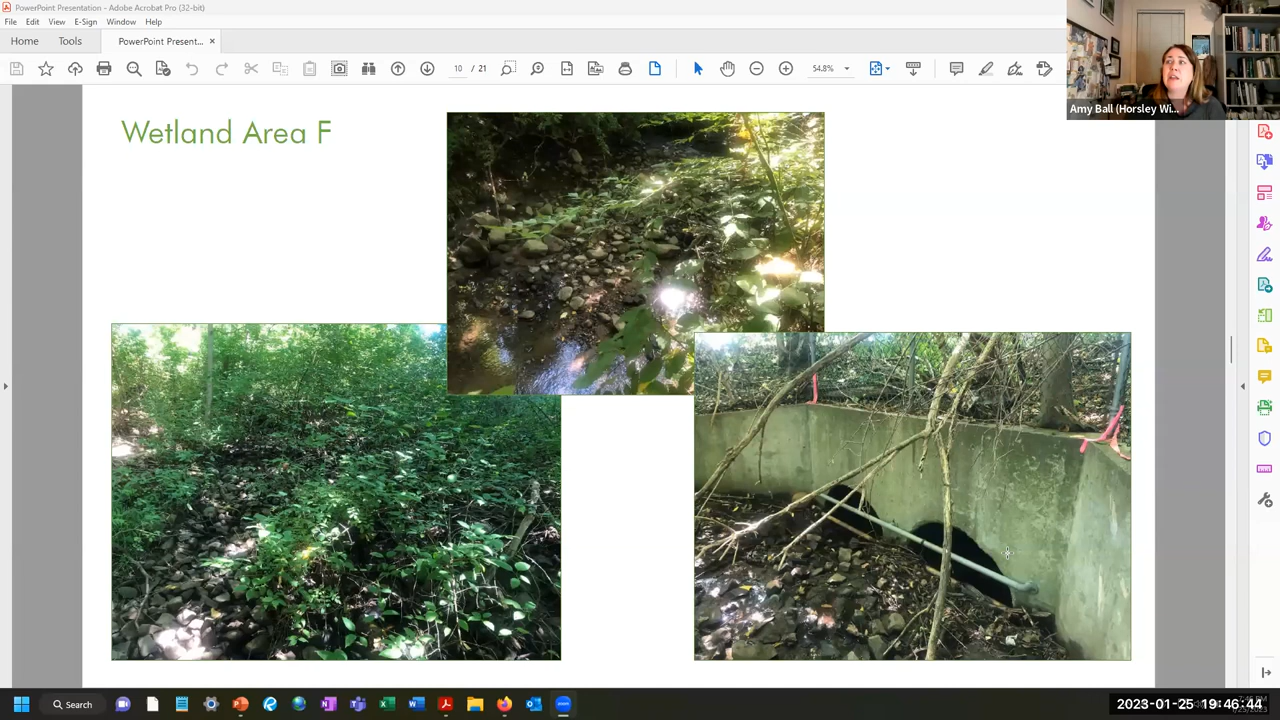 PowerPoint Presentation - Adobe Acrobat Pro (32-bit)
File Edit View E-Sign Window Help
Home Tools PowerPoint Present... ×
10 /
54.8%
Amy Ball (Horsley Wi...
Wetland Area F
Search
2023-01-25 19:46:44